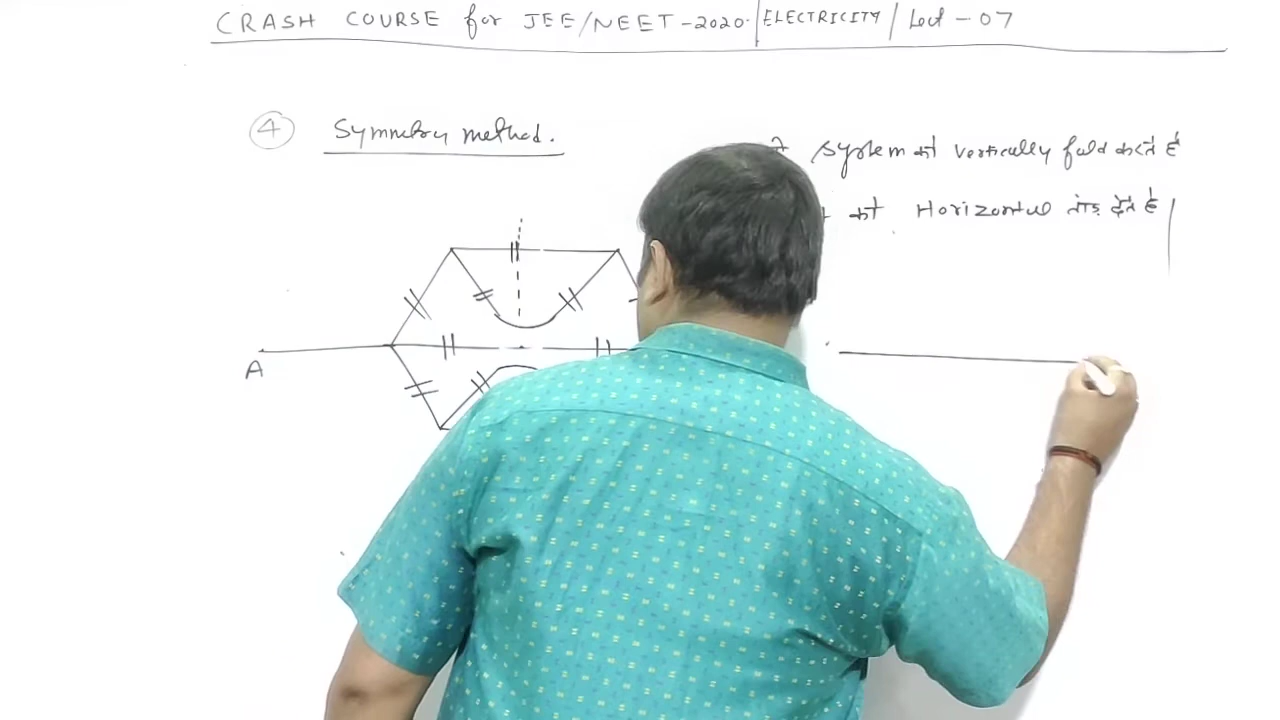 CRASH COURSE for JEE/NEET-2020. | ELECTRICITY / Lect - 07
④ Symmetry method.
system को vertically fold करते हैं
को Horizontal तोड़ देते हैं |
A